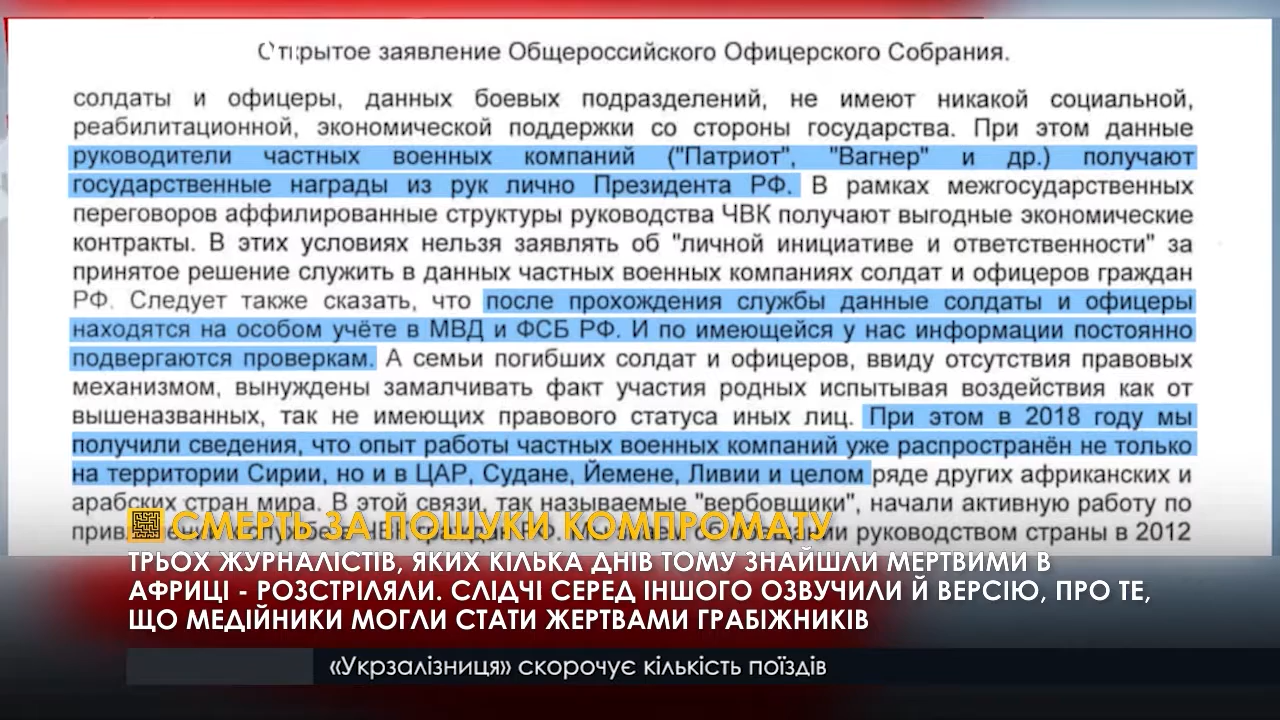 Открытое заявление Общероссийского Офицерского Собрания.
солдаты и офицеры, данных боевых подразделений, не имеют никакой социальной,
реабилитационной, экономической поддержки со стороны государства. При этом данные
руководители частных военных компаний ("Патриот", "Вагнер" и др.) получают
государственные награды из рук лично Президента РФ. В рамках межгосударственных
переговоров аффилированные структуры руководства ЧВК получают выгодные экономические
контракты. В этих условиях нельзя заявлять об "личной инициативе и ответственности" за
принятое решение служить в данных частных военных компаниях солдат и офицеров граждан
РФ. Следует также сказать, что после прохождения службы данные солдаты и офицеры
находятся на особом учёте в МВД и ФСБ РФ. И по имеющейся у нас информации постоянно
подвергаются проверкам. А семьи погибших солдат и офицеров, ввиду отсутствия правовых
механизмом, вынуждены замалчивать факт участия родных испытывая воздействия как от
вышеназванных, так не имеющих правового статуса иных лиц. При этом в 2018 году мы
получили сведения, что опыт работы частных военных компаний уже распространён не только
на территории Сирии, но и в ЦАР, Судане, Йемене, Ливии и целом ряде других африканских и
арабских стран мира. В этой связи, так называемые "вербовщики", начали активную работу по
руководством страны в 2012
СМЕРТЬ ЗА ПОШУКИ КОМПРОМАТУ
ТРЬОХ ЖУРНАЛІСТІВ, ЯКИХ КІЛЬКА ДНІВ ТОМУ ЗНАЙШЛИ МЕРТВИМИ В
АФРИЦІ - РОЗСТРІЛЯЛИ. СЛІДЧІ СЕРЕД ІНШОГО ОЗВУЧИЛИ Й ВЕРСІЮ, ПРО ТЕ,
ЩО МЕДІЙНИКИ МОГЛИ СТАТИ ЖЕРТВАМИ ГРАБІЖНИКІВ
«Укрзалізниця» скорочує кількість поїздів